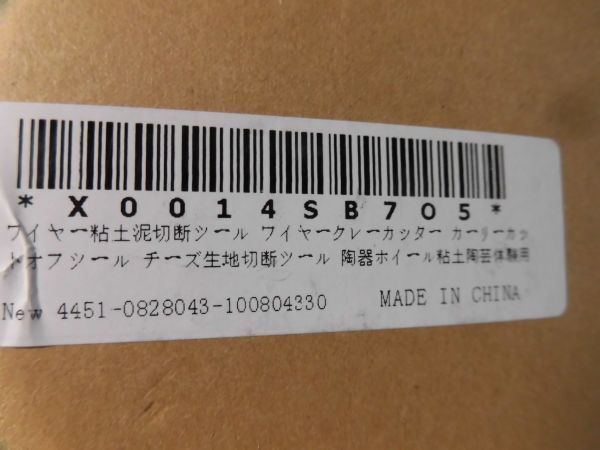 *X0014SB7O5*
ワイヤー粘土泥切断ツール ワイヤークレーカッター カーリーカッ
トオフツール チーズ生地切断ツール 陶器ホイール粘土陶芸体験用
New 4451-0828043-100804330 MADE IN CHINA